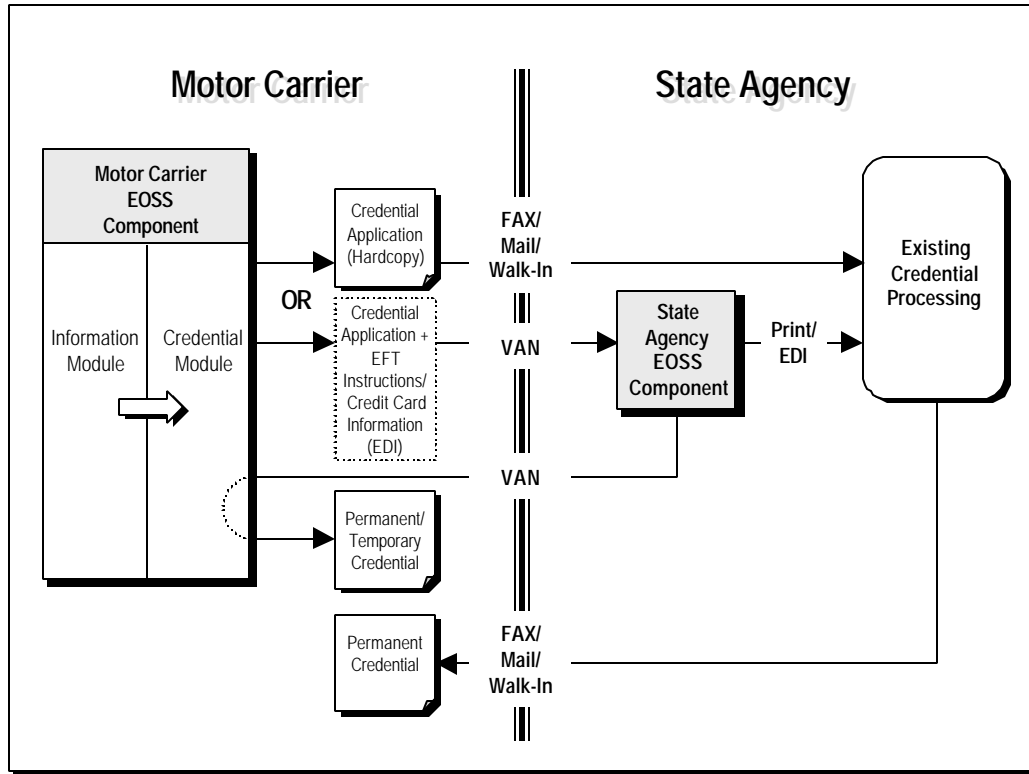 Motor Carrier
State Agency
Motor Carrier
EOSS
Component
Information
Module
Credential
Module
Credential
Application
(Hardcopy)
OR
Credential
Application +
EFT
Instructions/
Credit Card
Information
(EDI)
Permanent/
Temporary
Credential
Permanent
Credential
FAX/
Mail/
Walk-In
VAN
VAN
FAX/
Mail/
Walk-In
State
Agency
EOSS
Component
Print/
EDI
Existing
Credential
Processing